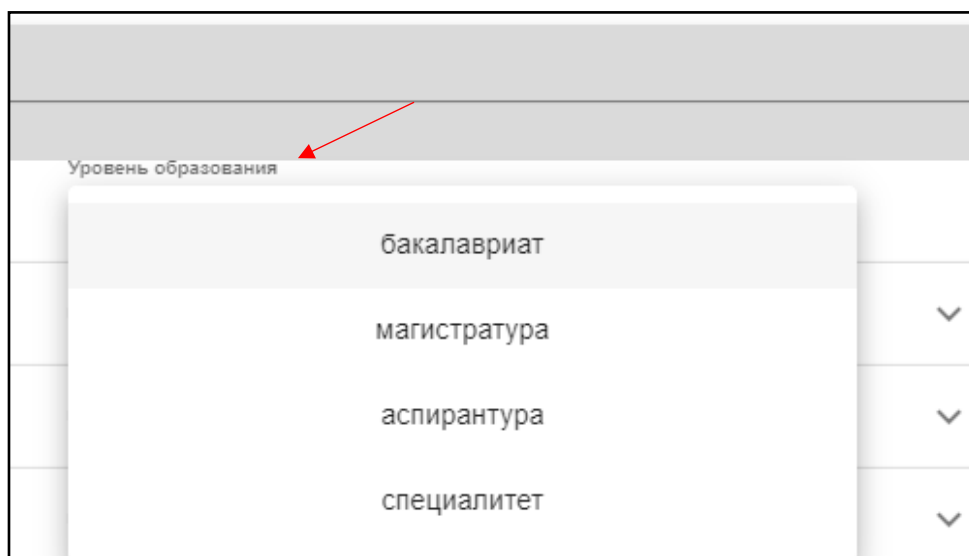 Уровень образования
бакалавриат
магистратура
аспирантура
специалитет